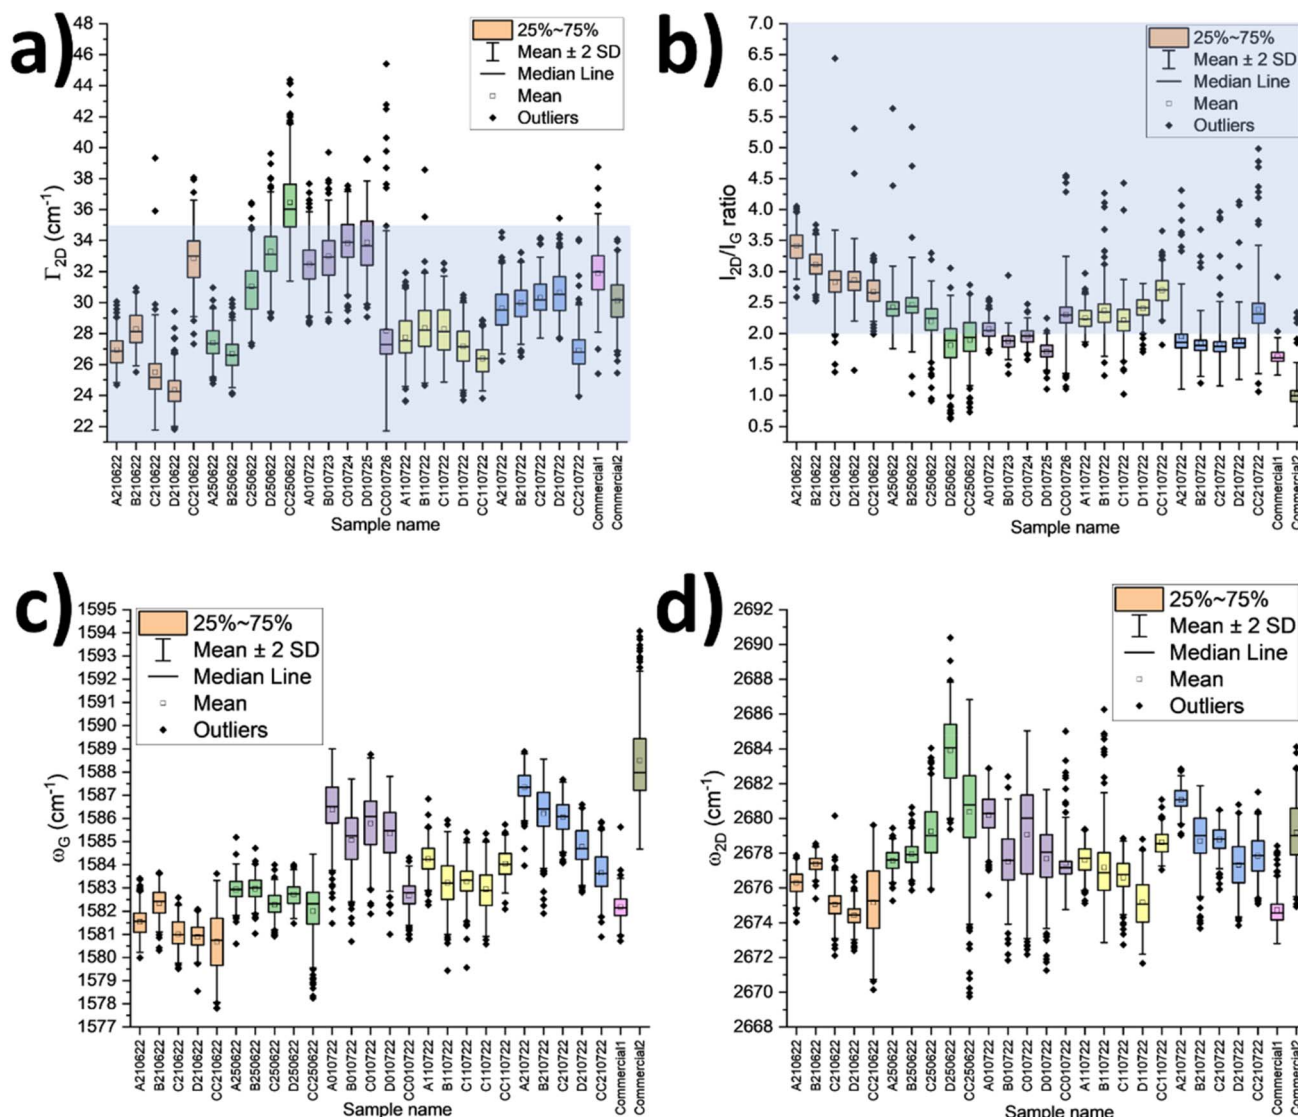 a)
48
46
44
42
40
38
36
34
32
30
28
26
24
22
Γ2D (cm-1)
25%~75%
Mean ± 2 SD
Median Line
Mean
Outliers
A210622
B210622
C210622
D210622
CC210622
A250622
B250622
C250622
D250622
CC250622
A010722
B010723
C010724
D010725
CC010726
A110722
B110722
C110722
D110722
CC110722
A210722
B210722
C210722
D210722
CC210722
Commercial1
Commercial2
Sample name
b)
7.0
6.5
6.0
5.5
5.0
4.5
4.0
3.5
3.0
2.5
2.0
1.5
1.0
0.5
I2D/IG ratio
25%~75%
Mean ± 2 SD
Median Line
Mean
Outliers
A210622
B210622
C210622
D210622
CC210622
A250622
B250622
C250622
D250622
CC250622
A010722
B010723
C010724
D010725
CC010726
A110722
B110722
C110722
D110722
CC110722
A210722
B210722
C210722
D210722
CC210722
Commercial1
Commercial2
Sample name
c)
1595
1594
1593
1592
1591
1590
1589
1588
1587
1586
1585
1584
1583
1582
1581
1580
1579
1578
1577
ωG (cm-1)
25%~75%
Mean ± 2 SD
Median Line
Mean
Outliers
A210622
B210622
C210622
D210622
CC210622
A250622
B250622
C250622
D250622
CC250622
A010722
B010722
C010722
D010722
CC010722
A110722
B110722
C110722
C110722
CC110722
A210722
B210722
C210722
D210722
CC210722
Commercial1
Commercial2
Sample name
d)
2692
2690
2688
2686
2684
2682
2680
2678
2676
2674
2672
2670
2668
ω2D (cm-1)
25%~75%
Mean ± 2 SD
Median Line
Mean
Outliers
A210622
B210622
C210622
D210622
CC210622
A250622
B250622
C250622
D250622
CC250622
A010722
B010722
C010722
D010722
CC010722
A110722
B110722
C110722
D110722
CC110722
A210722
B210722
C210722
D210722
CC210722
Commercial1
Commercial2
Sample name